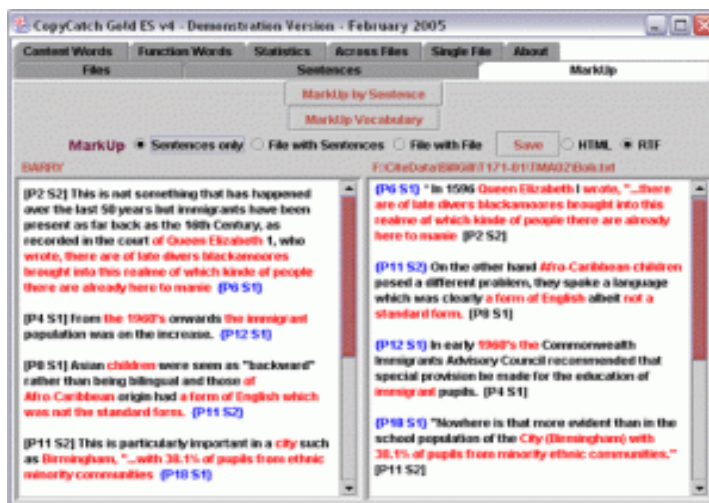 CopyCatch Gold ES v4 - Demonstration Version - February 2005
Content Words Function Words Statistics Across Files Single File About
Files Sentences MarkUp
MarkUp by Sentence
MarkUp Vocabulary
MarkUp Sentences only File with Sentences File with File Save HTML RTF
BARRY
[P2 S2] This is not something that has happened
over the last 50 years but immigrants have been
present as far back as the 16th Century, as
recorded in the court of Queen Elizabeth 1, who
wrote, there are of late divers blackamoores
brought into this realme of which kinde of people
there are already here to manie (P6 S1)
[P4 S1] From the 1960's onwards the immigrant
population was on the increase. (P12 S1)
[P8 S1] Asian children were seen as "backward"
rather than being bilingual and those of
Afro-Caribbean origin had a form of English which
was not the standard form. (P11 S2)
[P11 S2] This is particularly important in a city such
as Birmingham, "...with 38.1% of pupils from ethnic
minority communities (P18 S1)
F:\CiteData\BillGill\T171-01\TMA02\Bob.txt
(P6 S1) " In 1596 Queen Elizabeth I wrote, "...there
are of late divers blackamoores brought into this
realme of which kinde of people there are already
here to manie [P2 S2]
(P11 S2) On the other hand Afro-Caribbean children
posed a different problem, they spoke a language
which was clearly a form of English albeit not a
standard form. [P8 S1]
(P12 S1) In early 1960's the Commonwealth
Immigrants Advisory Council recommended that
special provision be made for the education of
immigrant pupils. [P4 S1]
(P18 S1) "Nowhere is that more evident than in the
school population of the City (Birmingham) with
38.1% of pupils from minority ethnic communities."
[P11 S2]